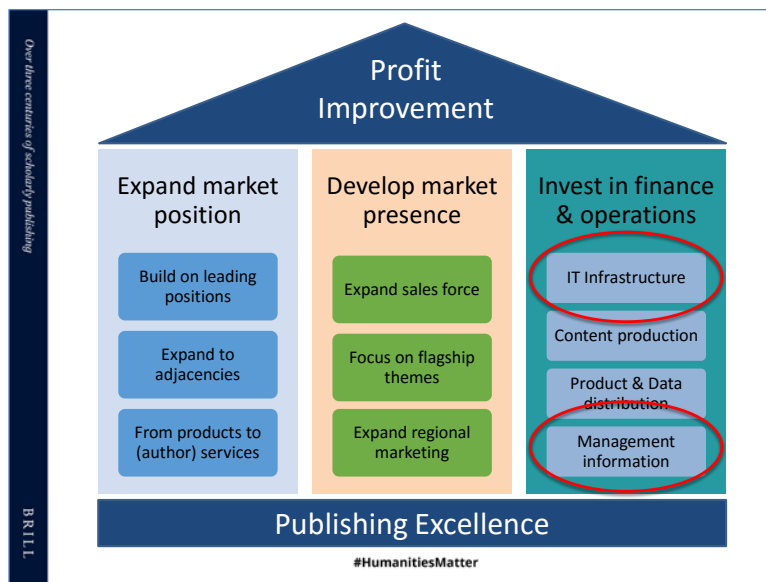 Over three centuries of scholarly publishing
BRILL
Profit
Improvement
Expand market
position
Build on leading
positions
Expand to
adjacencies
From products to
(author) services
Develop market
presence
Expand sales force
Focus on flagship
themes
Expand regional
marketing
Invest in finance
& operations
IT Infrastructure
Content production
Product & Data
distribution
Management
information
Publishing Excellence
#HumanitiesMatter